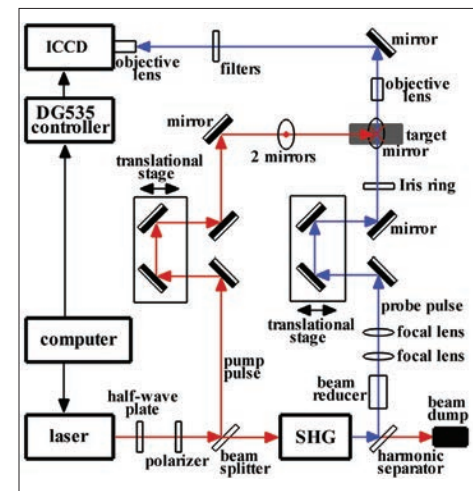 ICCD
objective
lens
filters
mirror
objective
lens
DG535
controller
mirror
target
mirror
2 mirrors
translational
stage
Iris ring
mirror
probe pulse
translational
stage
focal lens
focal lens
computer
pump
pulse
beam
reducer
beam
dump
half-wave
plate
laser
polarizer
beam
splitter
SHG
harmonic
separator